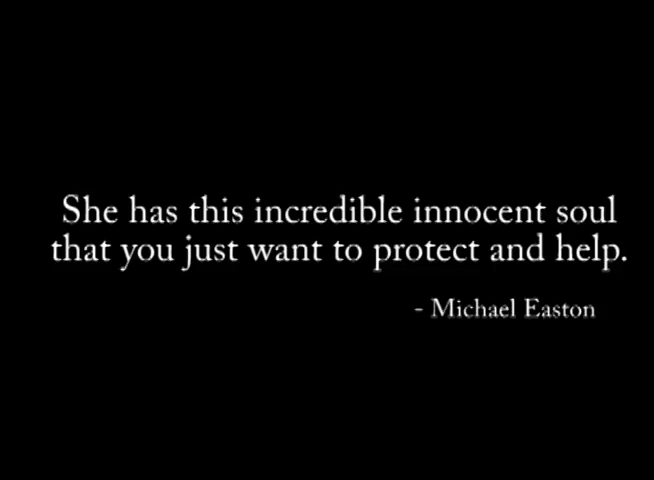 She has this incredible innocent soul
that you just want to protect and help.
- Michael Easton